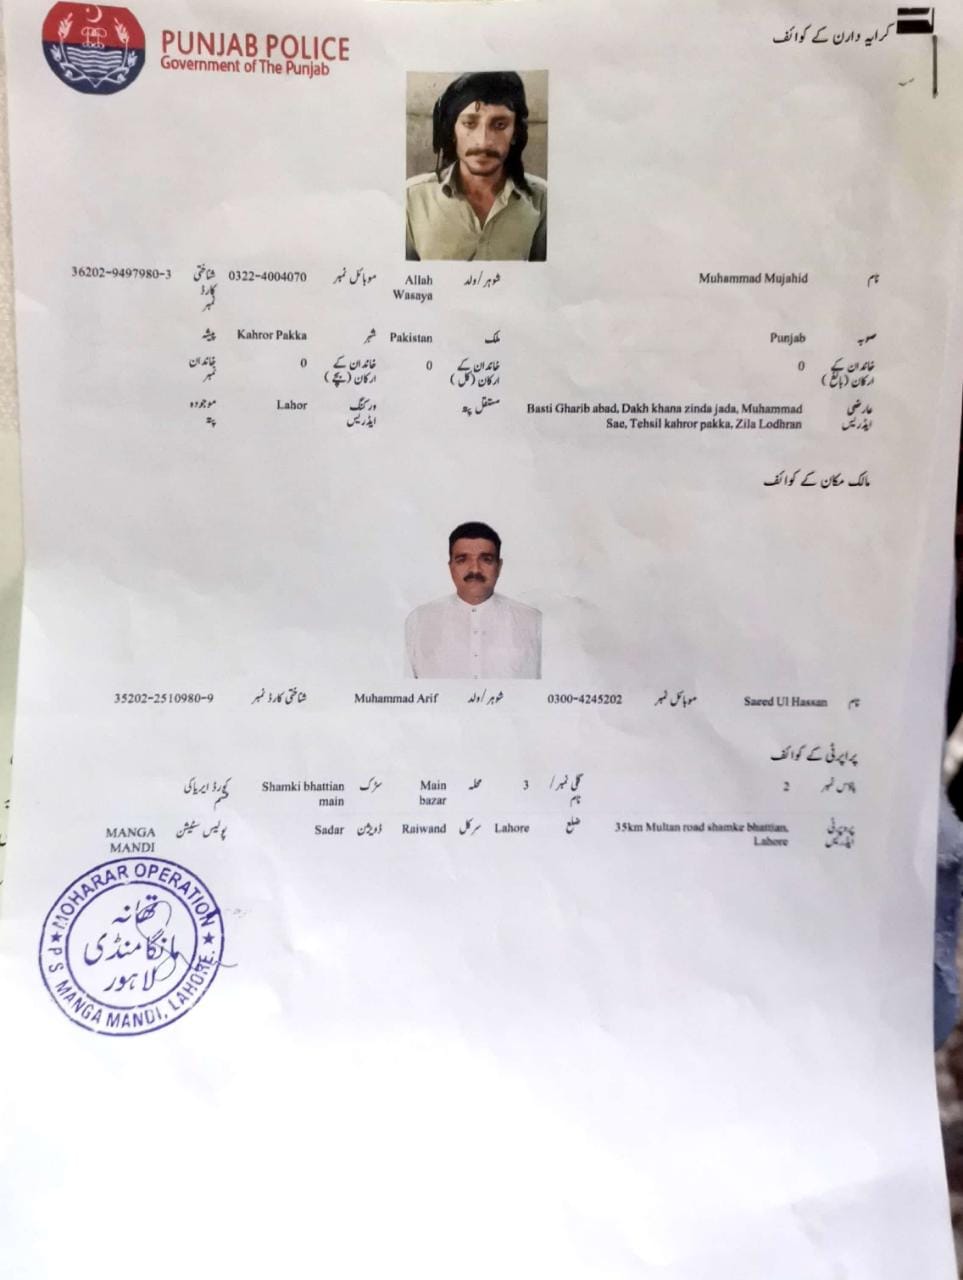 PUNJAB POLICE
Government of The Punjab
کرایہ دارن کے کوائف
نام Muhammad Mujahid شوہر/ولد Allah Wasaya موبائل نمبر 0322-4004070 شناختی کارڈ نمبر 36202-9497980-3
صوبہ Punjab ملک Pakistan شہر Kahror Pakka پیشہ
خاندان کے ارکان (بالغ) 0 خاندان کے ارکان (کل) 0 خاندان کے ارکان (بچے) 0 خاندان نمبر
عارضی ایڈریس Basti Gharib abad, Dakh khana zinda jada, Muhammad Sae, Tehsil kahror pakka, Zila Lodhran مستقل پتہ ورکنگ ایڈریس Lahor موجودہ پتہ
مالک مکان کے کوائف
نام Saeed Ul Hassan موبائل نمبر 0300-4245202 شوہر/ولد Muhammad Arif شناختی کارڈ نمبر 35202-2510980-9
پراپرٹی کے کوائف
ہاؤس نمبر 2 گلی نمبر/نام 3 محلہ Main bazar سڑک Shamki bhattian main کورڈ ایریا کی قسم
پروپرٹی ایڈریس 35km Multan road shamke bhattian, Lahore ضلع Lahore سرکل Raiwand ڈویژن Sadar پولیس سٹیشن MANGA MANDI
MOHARAR OPERATION
تھانہ
مانگا منڈی
لاہور
P.S. MANGA MANDI, LAHORE.